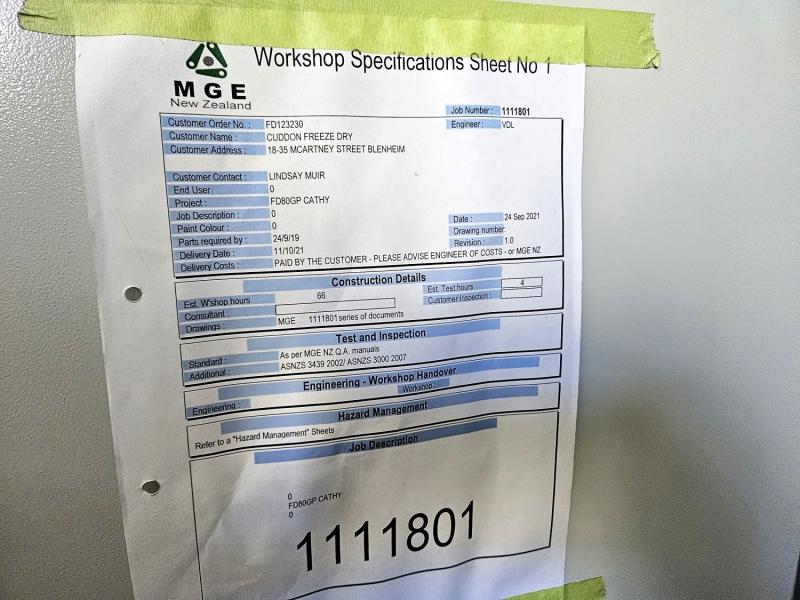 Workshop Specifications Sheet No 1
MGE
New Zealand
Job Number : 1111801
Customer Order No. : FD123230
Engineer : VDL
Customer Name : CUDDON FREEZE DRY
Customer Address : 18-35 MCARTNEY STREET BLENHEIM
Customer Contact : LINDSAY MUIR
End User 0
Project : FD80GP CATHY
Job Description : 0
Date : 24 Sep 2021
Paint Colour : 0
Drawing number:
Parts required by : 24/9/19
Revision : 1.0
Delivery Date : 11/10/21
Delivery Costs : PAID BY THE CUSTOMER - PLEASE ADVISE ENGINEER OF COSTS - or MGE NZ
Construction Details
Est. W'shop hours 66
Est. Test hours 4
Consultant :
Customer Inspection :
Drawings : MGE 1111801 series of documents
Test and Inspection
Standard : As per MGE NZ Q.A. manuals
Additional : ASNZS 3439 2002/ ASNZS 3000 2007
Engineering - Workshop Handover
Engineering : Workshop :
Hazard Management
Refer to a "Hazard Management" Sheets
Job Description
0
FD80GP CATHY
0
1111801